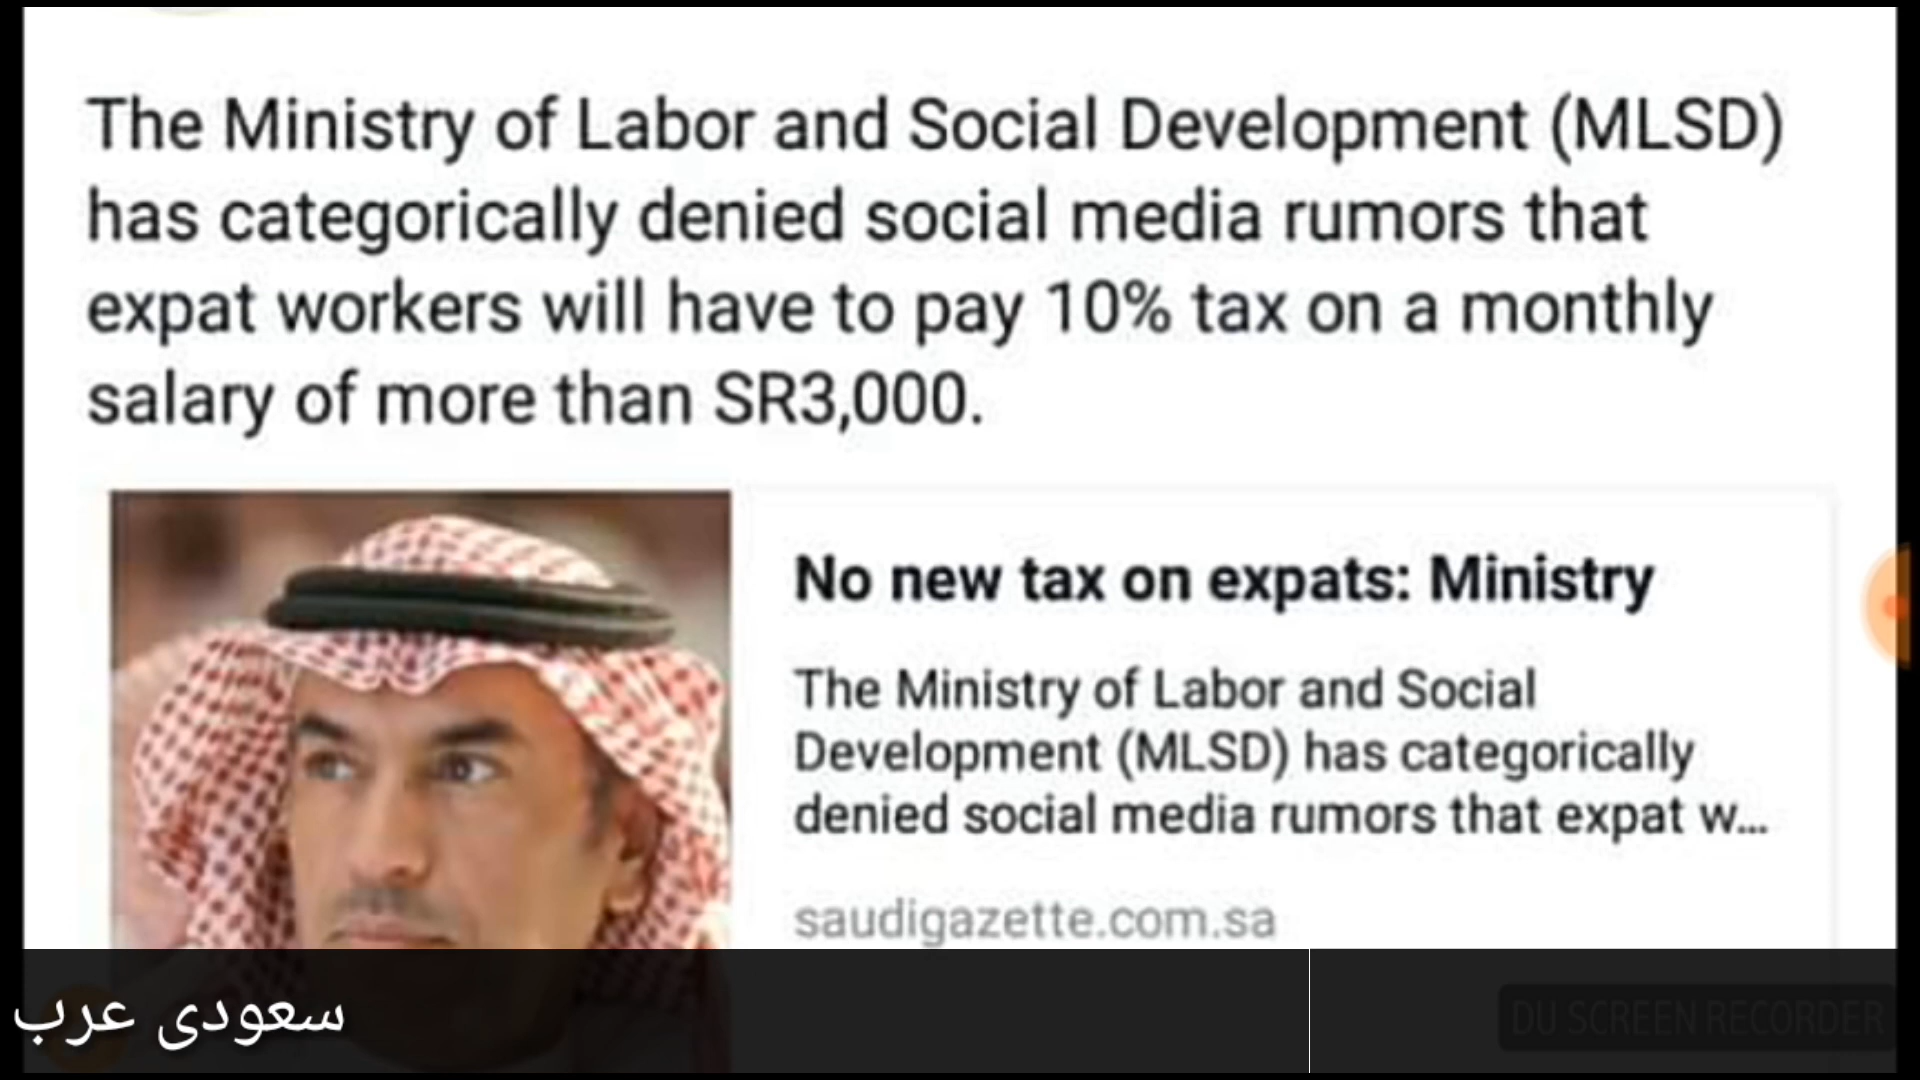 The Ministry of Labor and Social Development (MLSD)
has categorically denied social media rumors that
expat workers will have to pay 10% tax on a monthly
salary of more than SR3,000.
No new tax on expats: Ministry
The Ministry of Labor and Social
Development (MLSD) has categorically
denied social media rumors that expat w...
saudigazette.com.sa
سعودی عرب
DU SCREEN RECORDER